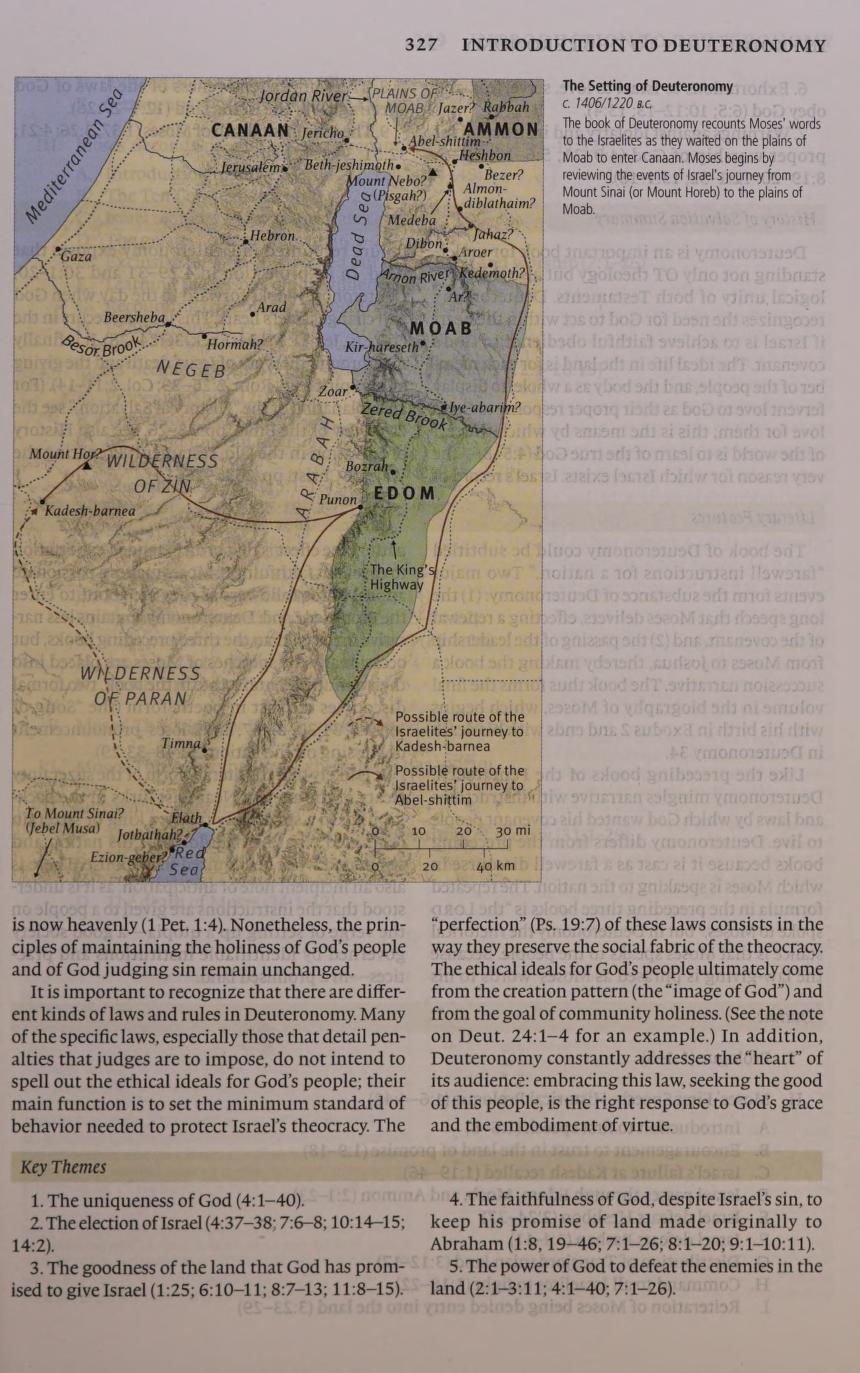 327 INTRODUCTION TO DEUTERONOMY
Mediterranean Sea
Jordan River
PLAINS OF
MOAB
Jazer?
Rabbah
CANAAN
Jericho
AMMON
Abel-shittim
Heshbon
Jerusalem
Beth-jeshimoth
Bezer?
Mount Nebo?
(Pisgah?)
Almon-
diblathaim?
Dead Sea
Medeba
Jahaz?
Hebron
Dibon
Aroer
Gaza
Arnon River
Kedemoth?
Ar?
Arad
Beersheba
MOAB
Besor Brook
Hormah?
Kir-hareseth
NEGEB
Zoar
Zered Brook
Iye-abarim?
ARABAH
Mount Hor?
WILDERNESS
OF ZIN
Bozrah
EDOM
Punon
Kadesh-barnea
The King's
Highway
WILDERNESS
OF PARAN
Possible route of the
Israelites' journey to
Kadesh-barnea
Timna
Possible route of the
Israelites' journey to
Abel-shittim
To Mount Sinai?
(Jebel Musa)
Elath
Jotbathah?
0 10 20 30 mi
Ezion-geber?
Red
Sea
0 20 40 km
The Setting of Deuteronomy
c. 1406/1220 B.C.
The book of Deuteronomy recounts Moses' words
to the Israelites as they waited on the plains of
Moab to enter Canaan. Moses begins by
reviewing the events of Israel's journey from
Mount Sinai (or Mount Horeb) to the plains of
Moab.
is now heavenly (1 Pet. 1:4). Nonetheless, the prin-
ciples of maintaining the holiness of God's people
and of God judging sin remain unchanged.
It is important to recognize that there are differ-
ent kinds of laws and rules in Deuteronomy. Many
of the specific laws, especially those that detail pen-
alties that judges are to impose, do not intend to
spell out the ethical ideals for God's people; their
main function is to set the minimum standard of
behavior needed to protect Israel's theocracy. The
"perfection" (Ps. 19:7) of these laws consists in the
way they preserve the social fabric of the theocracy.
The ethical ideals for God's people ultimately come
from the creation pattern (the "image of God") and
from the goal of community holiness. (See the note
on Deut. 24:1–4 for an example.) In addition,
Deuteronomy constantly addresses the "heart" of
its audience: embracing this law, seeking the good
of this people, is the right response to God's grace
and the embodiment of virtue.
Key Themes
1. The uniqueness of God (4:1–40).
2. The election of Israel (4:37–38; 7:6–8; 10:14–15;
14:2).
3. The goodness of the land that God has prom-
ised to give Israel (1:25; 6:10–11; 8:7–13; 11:8–15).
4. The faithfulness of God, despite Israel's sin, to
keep his promise of land made originally to
Abraham (1:8, 19–46; 7:1–26; 8:1–20; 9:1–10:11).
5. The power of God to defeat the enemies in the
land (2:1–3:11; 4:1–40; 7:1–26).